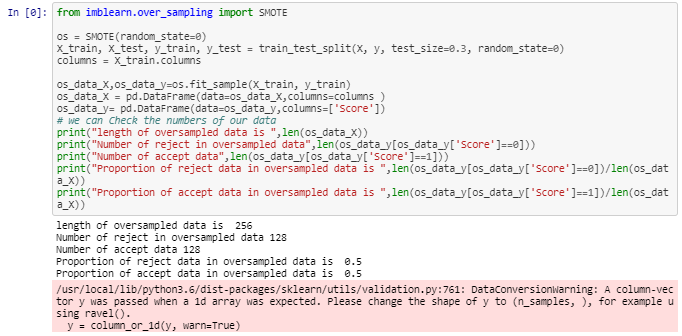 In [0]: from imblearn.over_sampling import SMOTE
os = SMOTE(random_state=0)
X_train, X_test, y_train, y_test = train_test_split(X, y, test_size=0.3, random_state=0)
columns = X_train.columns
os_data_X,os_data_y=os.fit_sample(X_train, y_train)
os_data_X = pd.DataFrame(data=os_data_X,columns=columns )
os_data_y= pd.DataFrame(data=os_data_y,columns=['Score'])
# we can Check the numbers of our data
print("length of oversampled data is ",len(os_data_X))
print("Number of reject in oversampled data",len(os_data_y[os_data_y['Score']==0]))
print("Number of accept data",len(os_data_y[os_data_y['Score']==1]))
print("Proportion of reject data in oversampled data is ",len(os_data_y[os_data_y['Score']==0])/len(os_dat
a_X))
print("Proportion of accept data in oversampled data is ",len(os_data_y[os_data_y['Score']==1])/len(os_dat
a_X))
length of oversampled data is  256
Number of reject in oversampled data 128
Number of accept data 128
Proportion of reject data in oversampled data is  0.5
Proportion of accept data in oversampled data is  0.5
/usr/local/lib/python3.6/dist-packages/sklearn/utils/validation.py:761: DataConversionWarning: A column-vec
tor y was passed when a 1d array was expected. Please change the shape of y to (n_samples, ), for example u
sing ravel().
y = column_or_1d(y, warn=True)